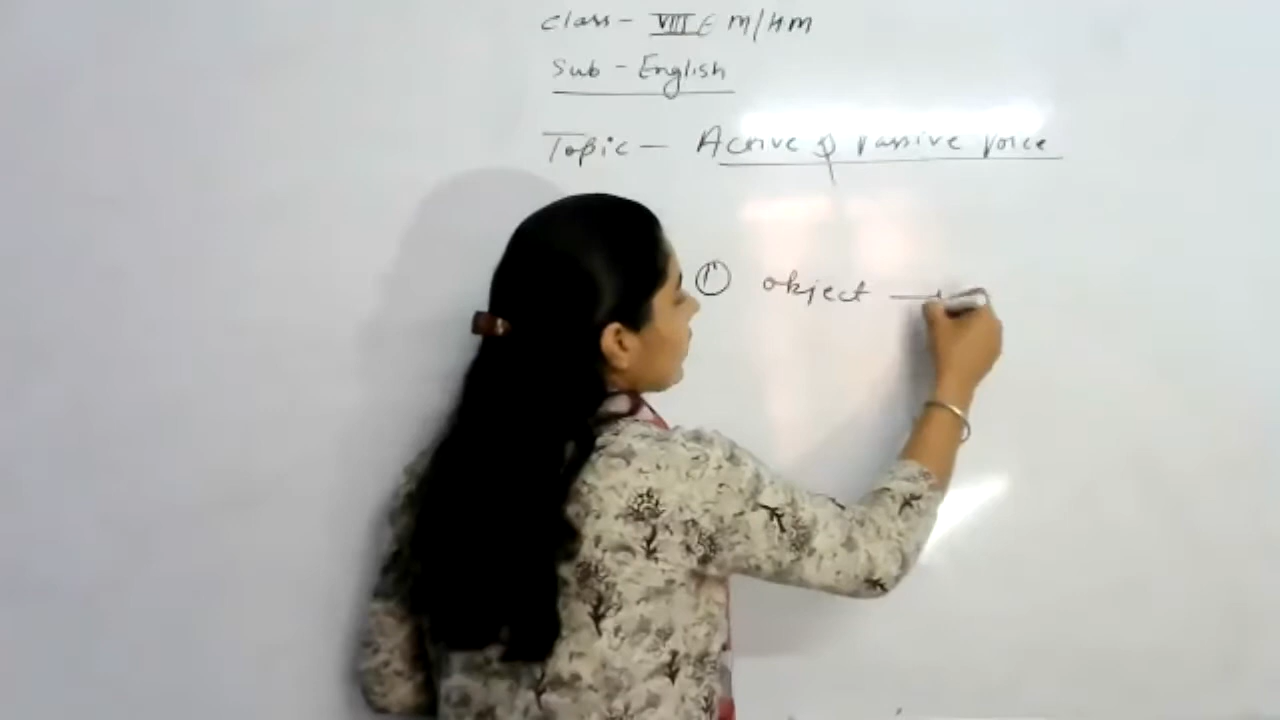 Class - VIII E M/HM
Sub - English
Topic - Active & Passive Voice
① object —